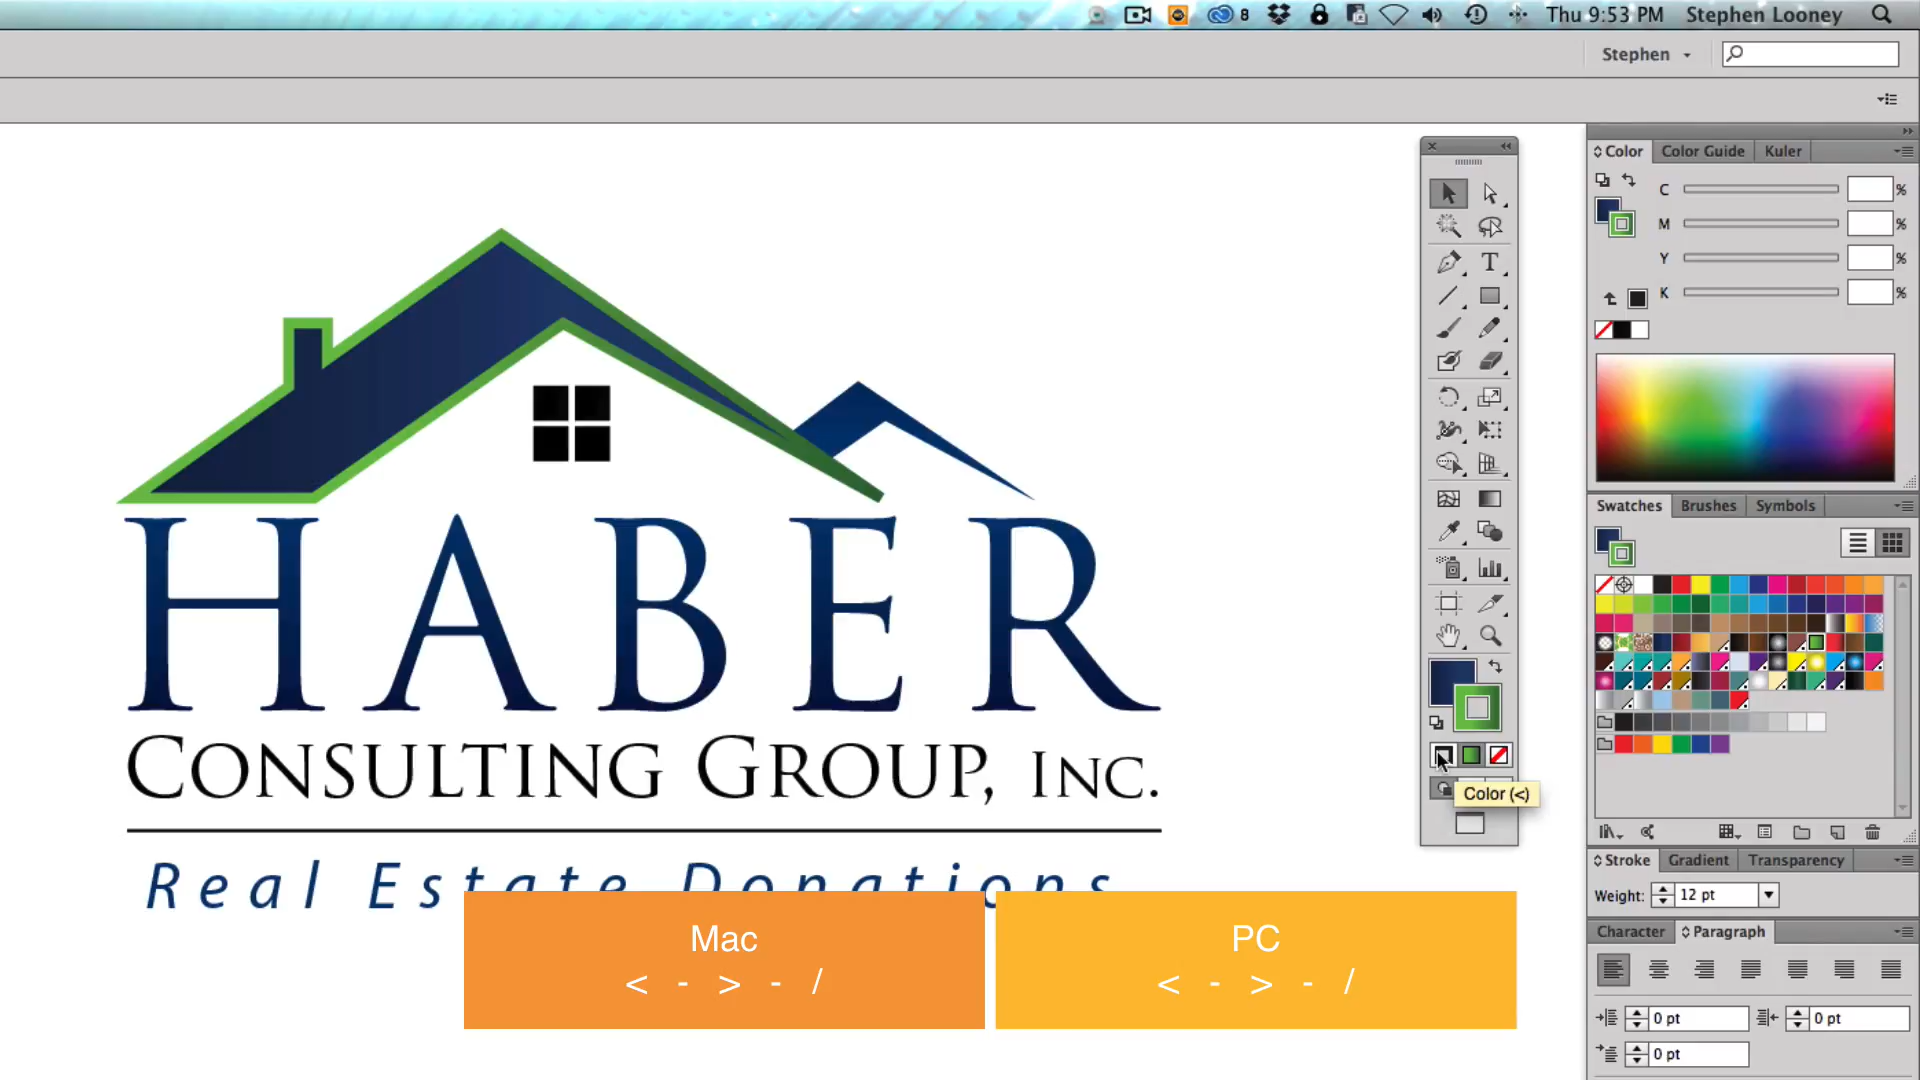 8 Thu 9:53 PM Stephen Looney
Stephen
Color Color Guide Kuler
C %
M %
Y %
K %
T
HABER
CONSULTING GROUP, INC.
Real Estate Donations
Color (<)
Swatches Brushes Symbols
Stroke Gradient Transparency
Weight: 12 pt
Character Paragraph
0 pt 0 pt
0 pt
Mac
< - > - /
PC
< - > - /